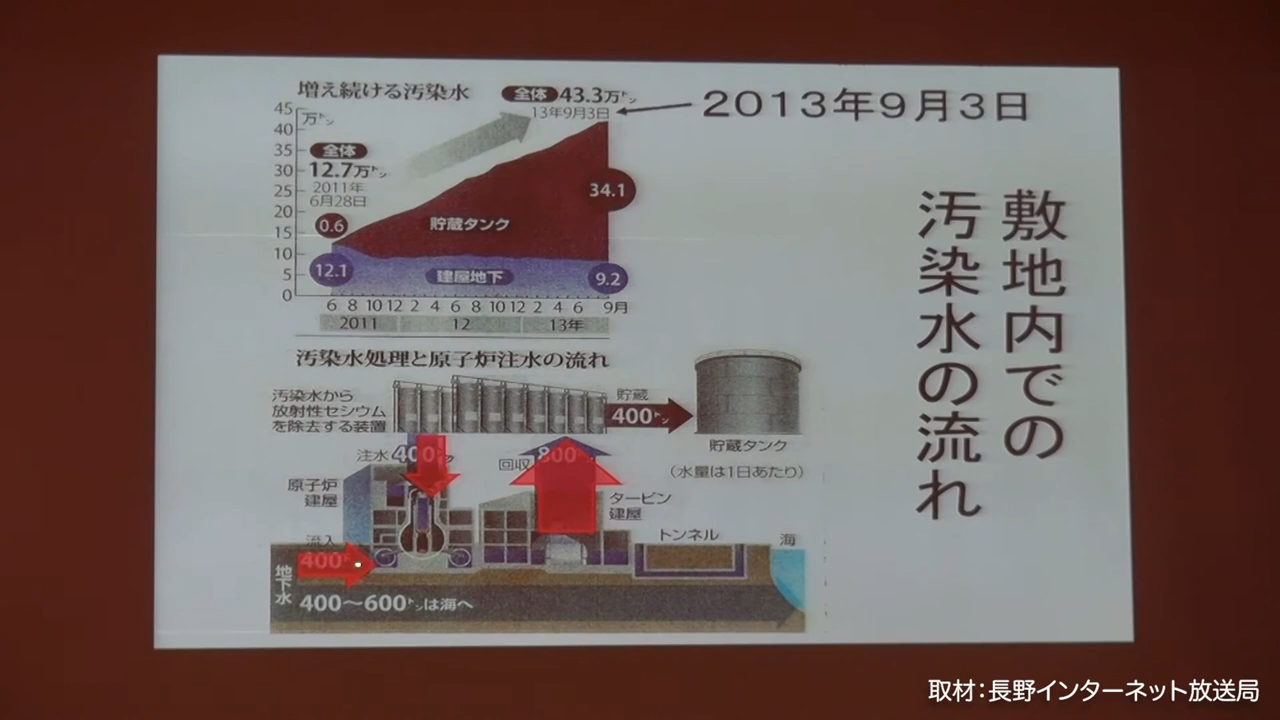 増え続ける汚染水
全体 43.3万トン
13年9月3日
2013年9月3日
万トン
45
40
35
30
25
20
15
10
5
0
全体
12.7万トン
2011年
6月28日
0.6
34.1
貯蔵タンク
12.1
建屋地下
9.2
6 8 10 12 2 4 6 8 10 12 2 4 6 9月
2011 12 13年
敷地内での
汚染水の流れ
汚染水処理と原子炉注水の流れ
汚染水から
放射性セシウム
を除去する装置
貯蔵
400トン
貯蔵タンク
(水量は1日あたり)
注水 400トン
回収 800
原子炉
建屋
タービン
建屋
トンネル
海
流入
400トン
地下水
400〜600トンは海へ
取材:長野インターネット放送局